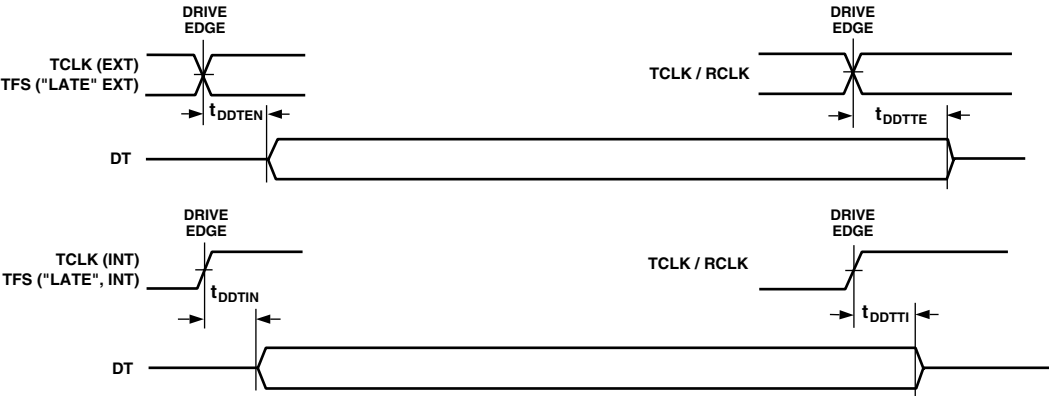 DRIVE
EDGE
DRIVE
EDGE
TCLK (EXT)
TFS ("LATE" EXT)
TCLK / RCLK
tDDTEN
tDDTTE
DT
DRIVE
EDGE
DRIVE
EDGE
TCLK (INT)
TFS ("LATE", INT)
TCLK / RCLK
tDDTIN
tDDTTI
DT